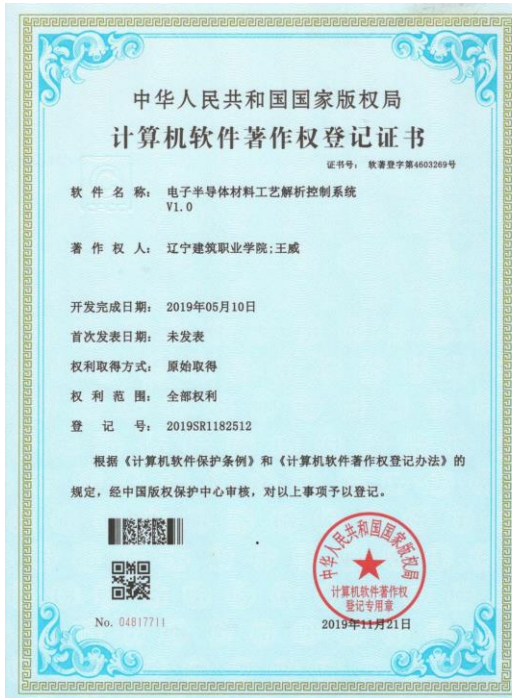 中华人民共和国国家版权局
计算机软件著作权登记证书
证书号： 软著登字第4603269号
软件名称： 电子半导体材料工艺解析控制系统
V1.0
著作权人： 辽宁建筑职业学院;王威
开发完成日期： 2019年05月10日
首次发表日期： 未发表
权利取得方式： 原始取得
权利范围： 全部权利
登记号： 2019SR1182512
根据《计算机软件保护条例》和《计算机软件著作权登记办法》的
规定，经中国版权保护中心审核，对以上事项予以登记。
中华人民共和国国家版权局
计算机软件著作权
登记专用章
No. 04817711
2019年11月21日